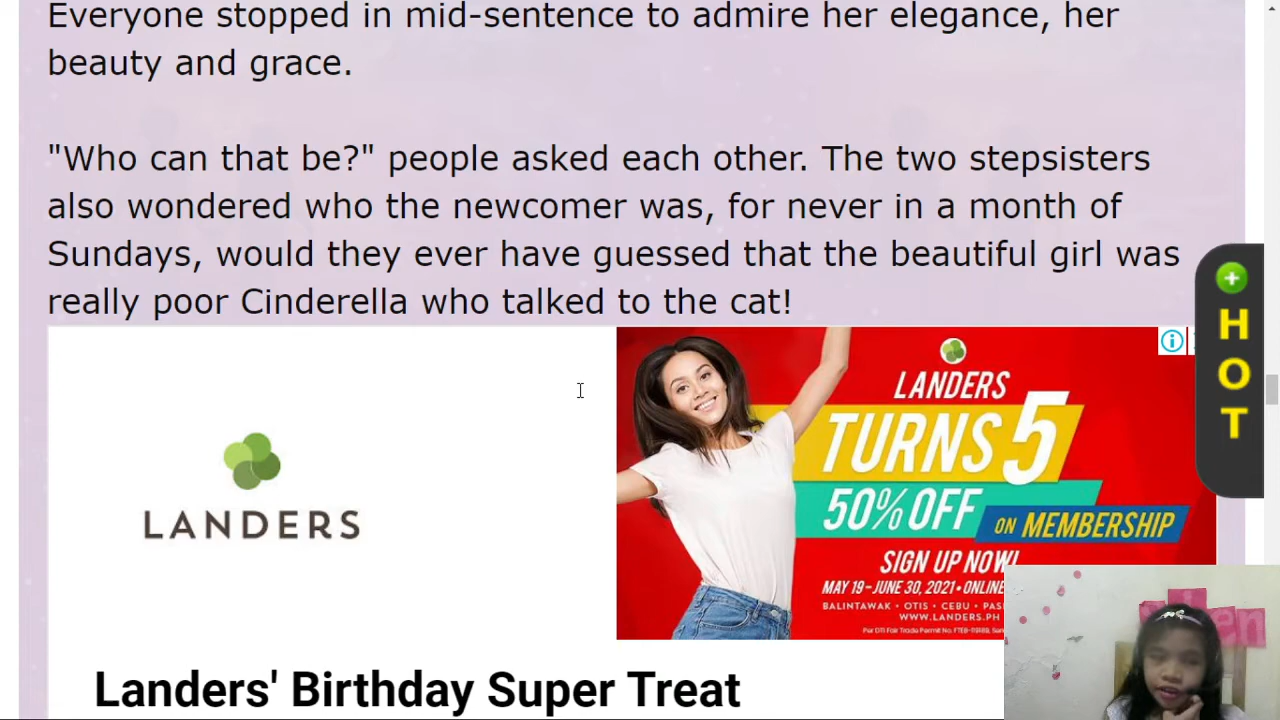 Everyone stopped in mid-sentence to admire her elegance, her
beauty and grace.
"Who can that be?" people asked each other. The two stepsisters
also wondered who the newcomer was, for never in a month of
Sundays, would they ever have guessed that the beautiful girl was
really poor Cinderella who talked to the cat!
HOT
LANDERS
LANDERS
TURNS 5
50% OFF
ON MEMBERSHIP
SIGN UP NOW!
MAY 19-JUNE 30, 2021 • ONLINE
BALINTAWAK • OTIS • CEBU •
WWW.LANDERS.PH
Landers' Birthday Super Treat